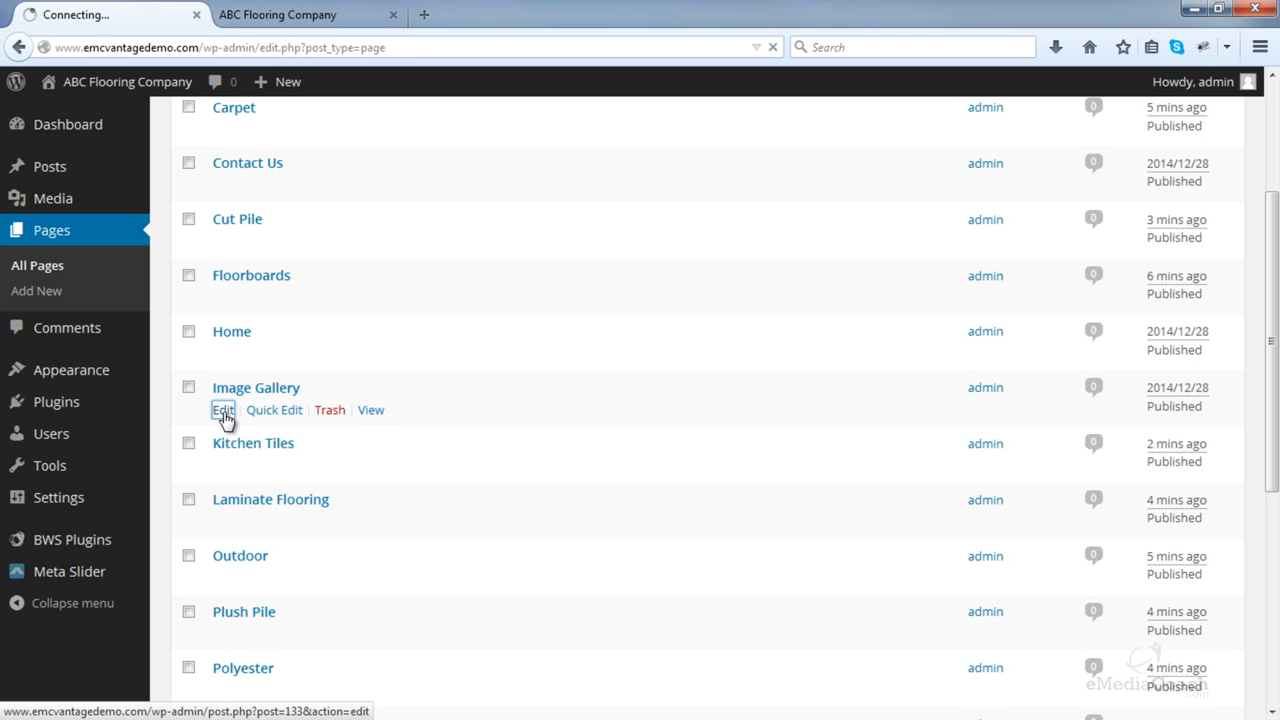 Connecting...
ABC Flooring Company
www.emcvantagedemo.com/wp-admin/edit.php?post_type=page
Search
ABC Flooring Company 0 New
Howdy, admin
Dashboard
Posts
Media
Pages
All Pages
Add New
Comments
Appearance
Plugins
Users
Tools
Settings
BWS Plugins
Meta Slider
Collapse menu
Carpet admin 0 5 mins ago
Published
Contact Us admin 0 2014/12/28
Published
Cut Pile admin 0 3 mins ago
Published
Floorboards admin 0 6 mins ago
Published
Home admin 0 2014/12/28
Published
Image Gallery admin 0 2014/12/28
Edit | Quick Edit | Trash | View Published
Kitchen Tiles admin 0 2 mins ago
Published
Laminate Flooring admin 0 4 mins ago
Published
Outdoor admin 0 5 mins ago
Published
Plush Pile admin 0 4 mins ago
Published
Polyester admin 0 4 mins ago
Published
eMediaCoach
www.emcvantagedemo.com/wp-admin/post.php?post=133&action=edit